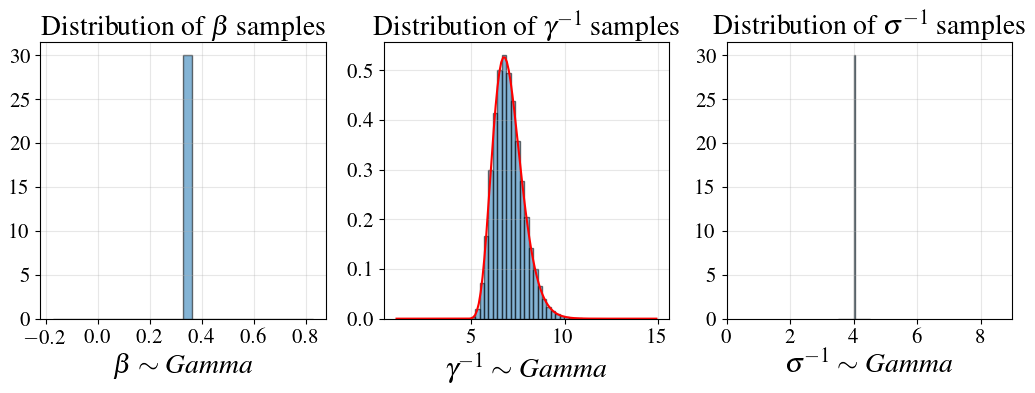 Distribution of β samples
30
25
20
15
10
5
0
−0.2 0.0 0.2 0.4 0.6 0.8
β ∼ Gamma
Distribution of γ⁻¹ samples
0.5
0.4
0.3
0.2
0.1
0.0
5 10 15
γ⁻¹ ∼ Gamma
Distribution of σ⁻¹ samples
30
25
20
15
10
5
0
0 2 4 6 8
σ⁻¹ ∼ Gamma